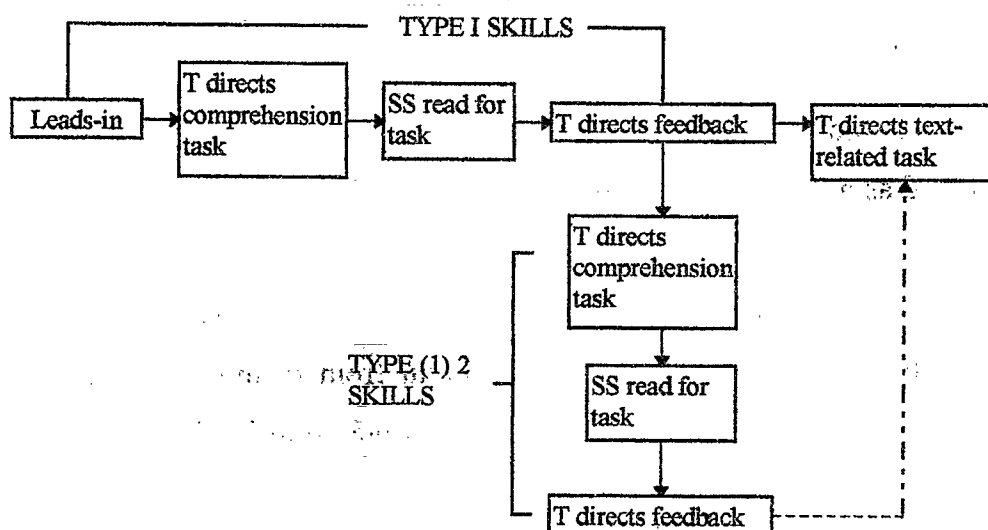 TYPE I SKILLS
Leads-in
T directs
comprehension
task
SS read for
task
T directs feedback
T directs text-
related task
T directs
comprehension
task
TYPE (1) 2
SKILLS
SS read for
task
T directs feedback